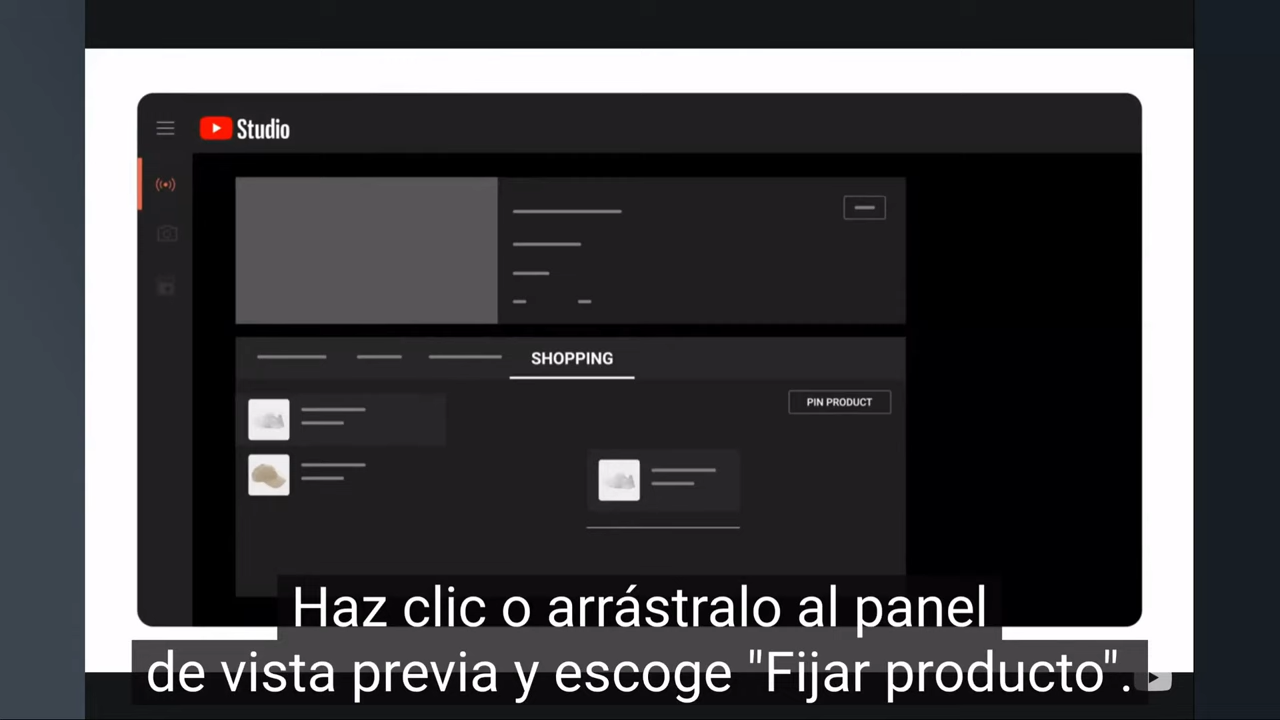 Studio
SHOPPING
PIN PRODUCT
Haz clic o arrástralo al panel
de vista previa y escoge "Fijar producto".